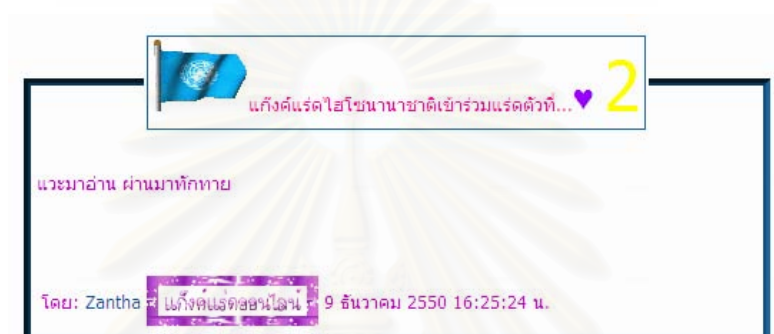 แก๊งค์แร่ดไฮโซนานาชาติเข้าร่วมแร่ดตัวที่...♥ 2
แวะมาอ่าน ผ่านมาทักทาย
โดย: Zantha แก๊งค์แร่ดออนไลน์ 9 ธันวาคม 2550 16:25:24 น.